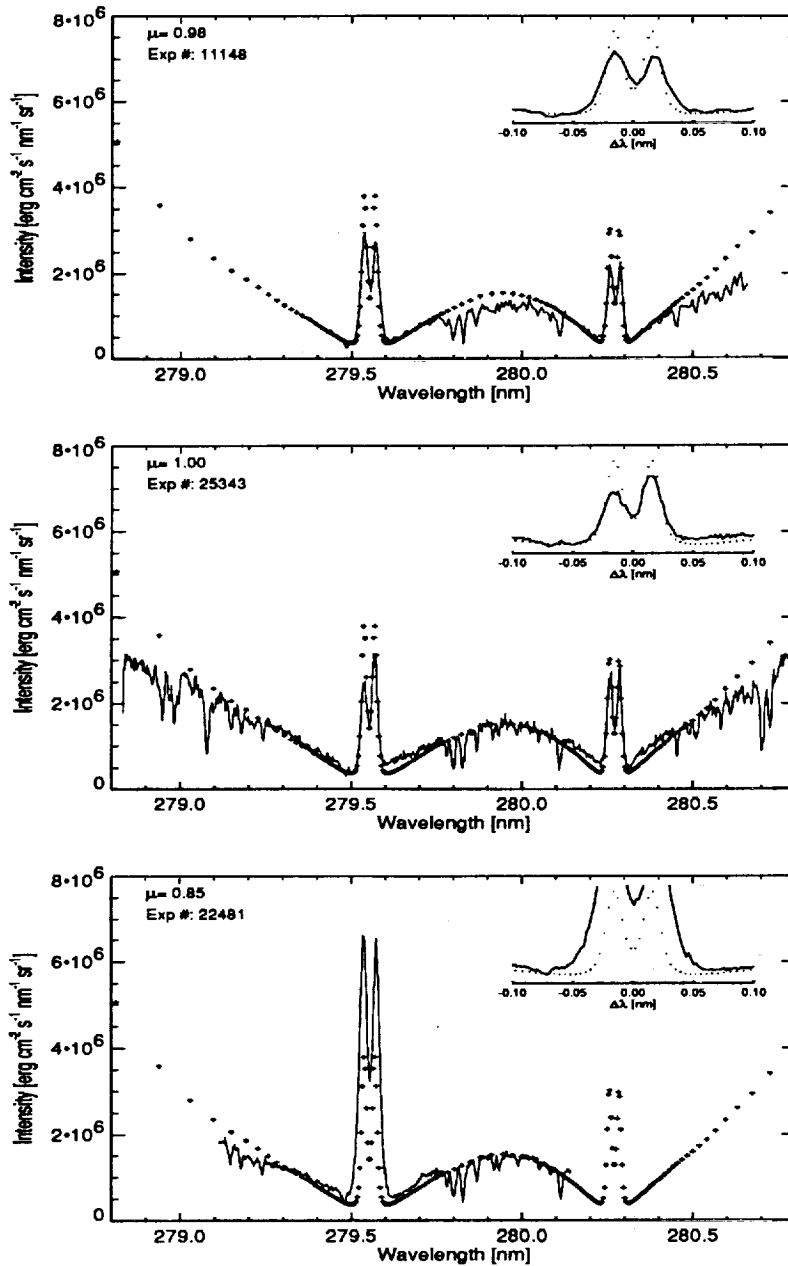 μ= 0.98
Exp #: 11148
Intensity [erg cm⁻² s⁻¹ nm⁻¹ sr⁻¹]
8•10⁶
6•10⁶
4•10⁶
2•10⁶
0
-0.10 -0.05 0.00 0.05 0.10
Δλ [nm]
279.0 279.5 280.0 280.5
Wavelength [nm]
μ= 1.00
Exp #: 25343
Intensity [erg cm⁻² s⁻¹ nm⁻¹ sr⁻¹]
8•10⁶
6•10⁶
4•10⁶
2•10⁶
0
-0.10 -0.05 0.00 0.05 0.10
Δλ [nm]
279.0 279.5 280.0 280.5
Wavelength [nm]
μ= 0.85
Exp #: 22481
Intensity [erg cm⁻² s⁻¹ nm⁻¹ sr⁻¹]
8•10⁶
6•10⁶
4•10⁶
2•10⁶
0
-0.10 -0.05 0.00 0.05 0.10
Δλ [nm]
279.0 279.5 280.0 280.5
Wavelength [nm]